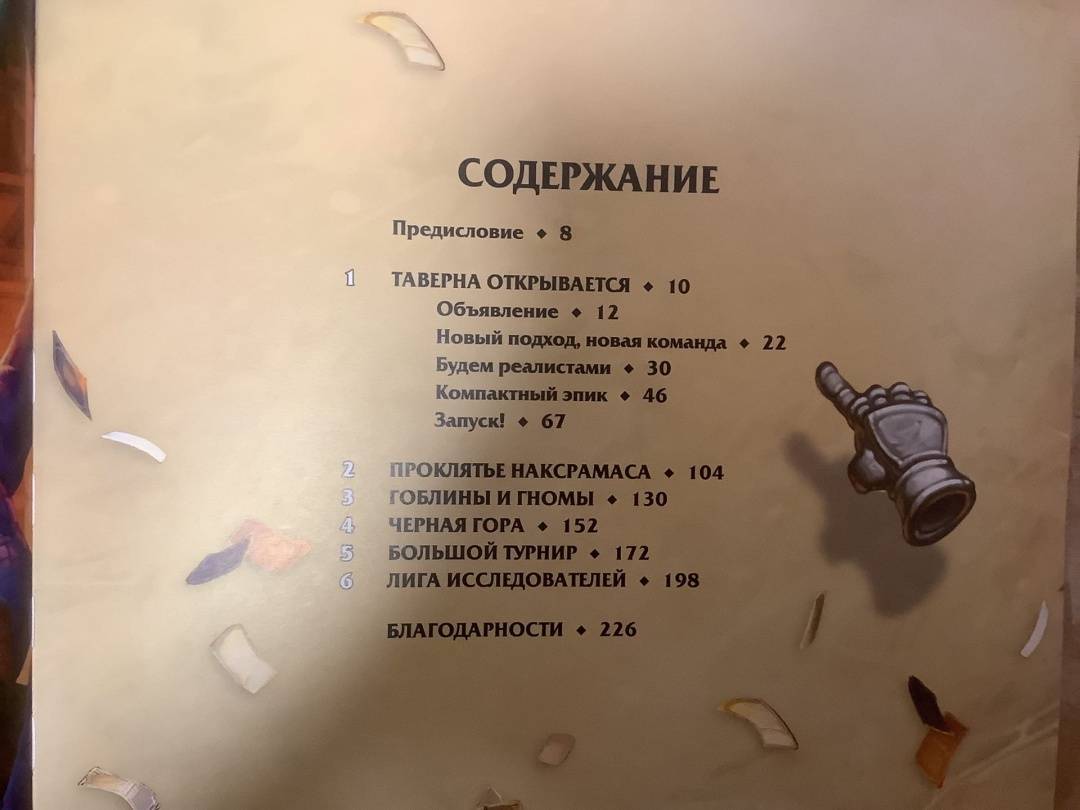 СОДЕРЖАНИЕ
Предисловие ◆ 8
1 ТАВЕРНА ОТКРЫВАЕТСЯ ◆ 10
Объявление ◆ 12
Новый подход, новая команда ◆ 22
Будем реалистами ◆ 30
Компактный эпик ◆ 46
Запуск! ◆ 67
2 ПРОКЛЯТЬЕ НАКСРАМАСА ◆ 104
3 ГОБЛИНЫ И ГНОМЫ ◆ 130
4 ЧЕРНАЯ ГОРА ◆ 152
5 БОЛЬШОЙ ТУРНИР ◆ 172
6 ЛИГА ИССЛЕДОВАТЕЛЕЙ ◆ 198
БЛАГОДАРНОСТИ ◆ 226